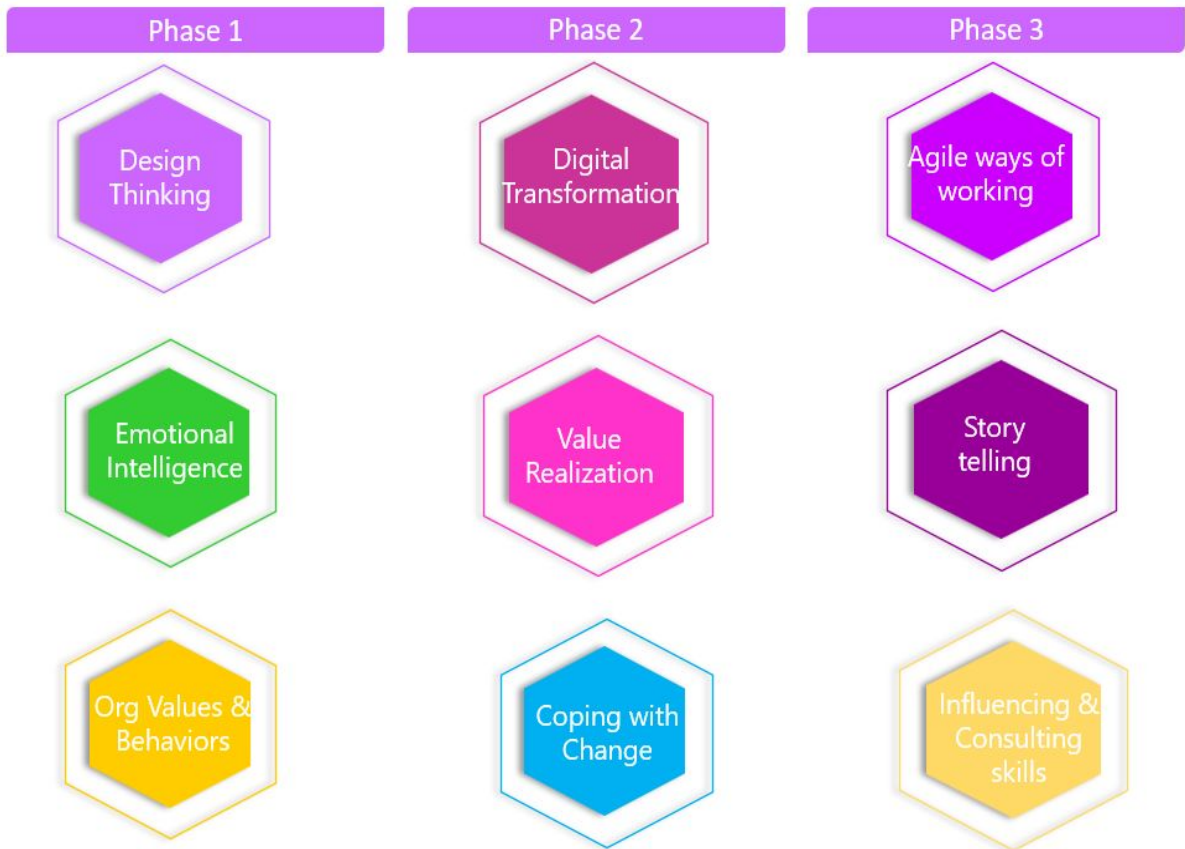 Phase 1
Phase 2
Phase 3
Design
Thinking
Digital
Transformation
Agile ways of
working
Emotional
Intelligence
Value
Realization
Story
telling
Org Values &
Behaviors
Coping with
Change
Influencing &
Consulting
skills